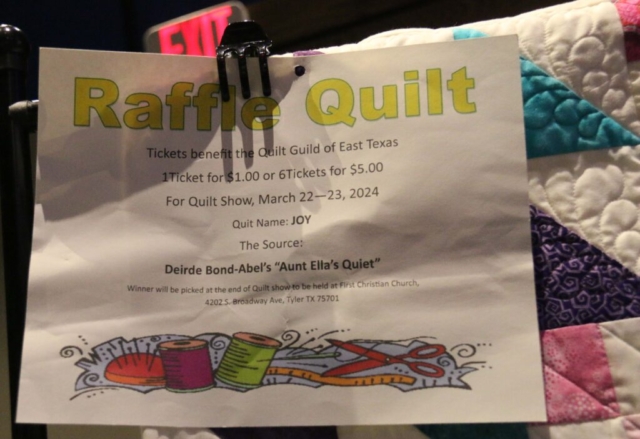 EXIT
Raffle Quilt
Tickets benefit the Quilt Guild of East Texas
1Ticket for $1.00 or 6Tickets for $5.00
For Quilt Show, March 22—23, 2024
Quit Name: JOY
The Source:
Deirde Bond-Abel's "Aunt Ella's Quiet"
Winner will be picked at the end of Quilt show to be held at First Christian Church,
4202 S. Broadway Ave, Tyler TX 75701